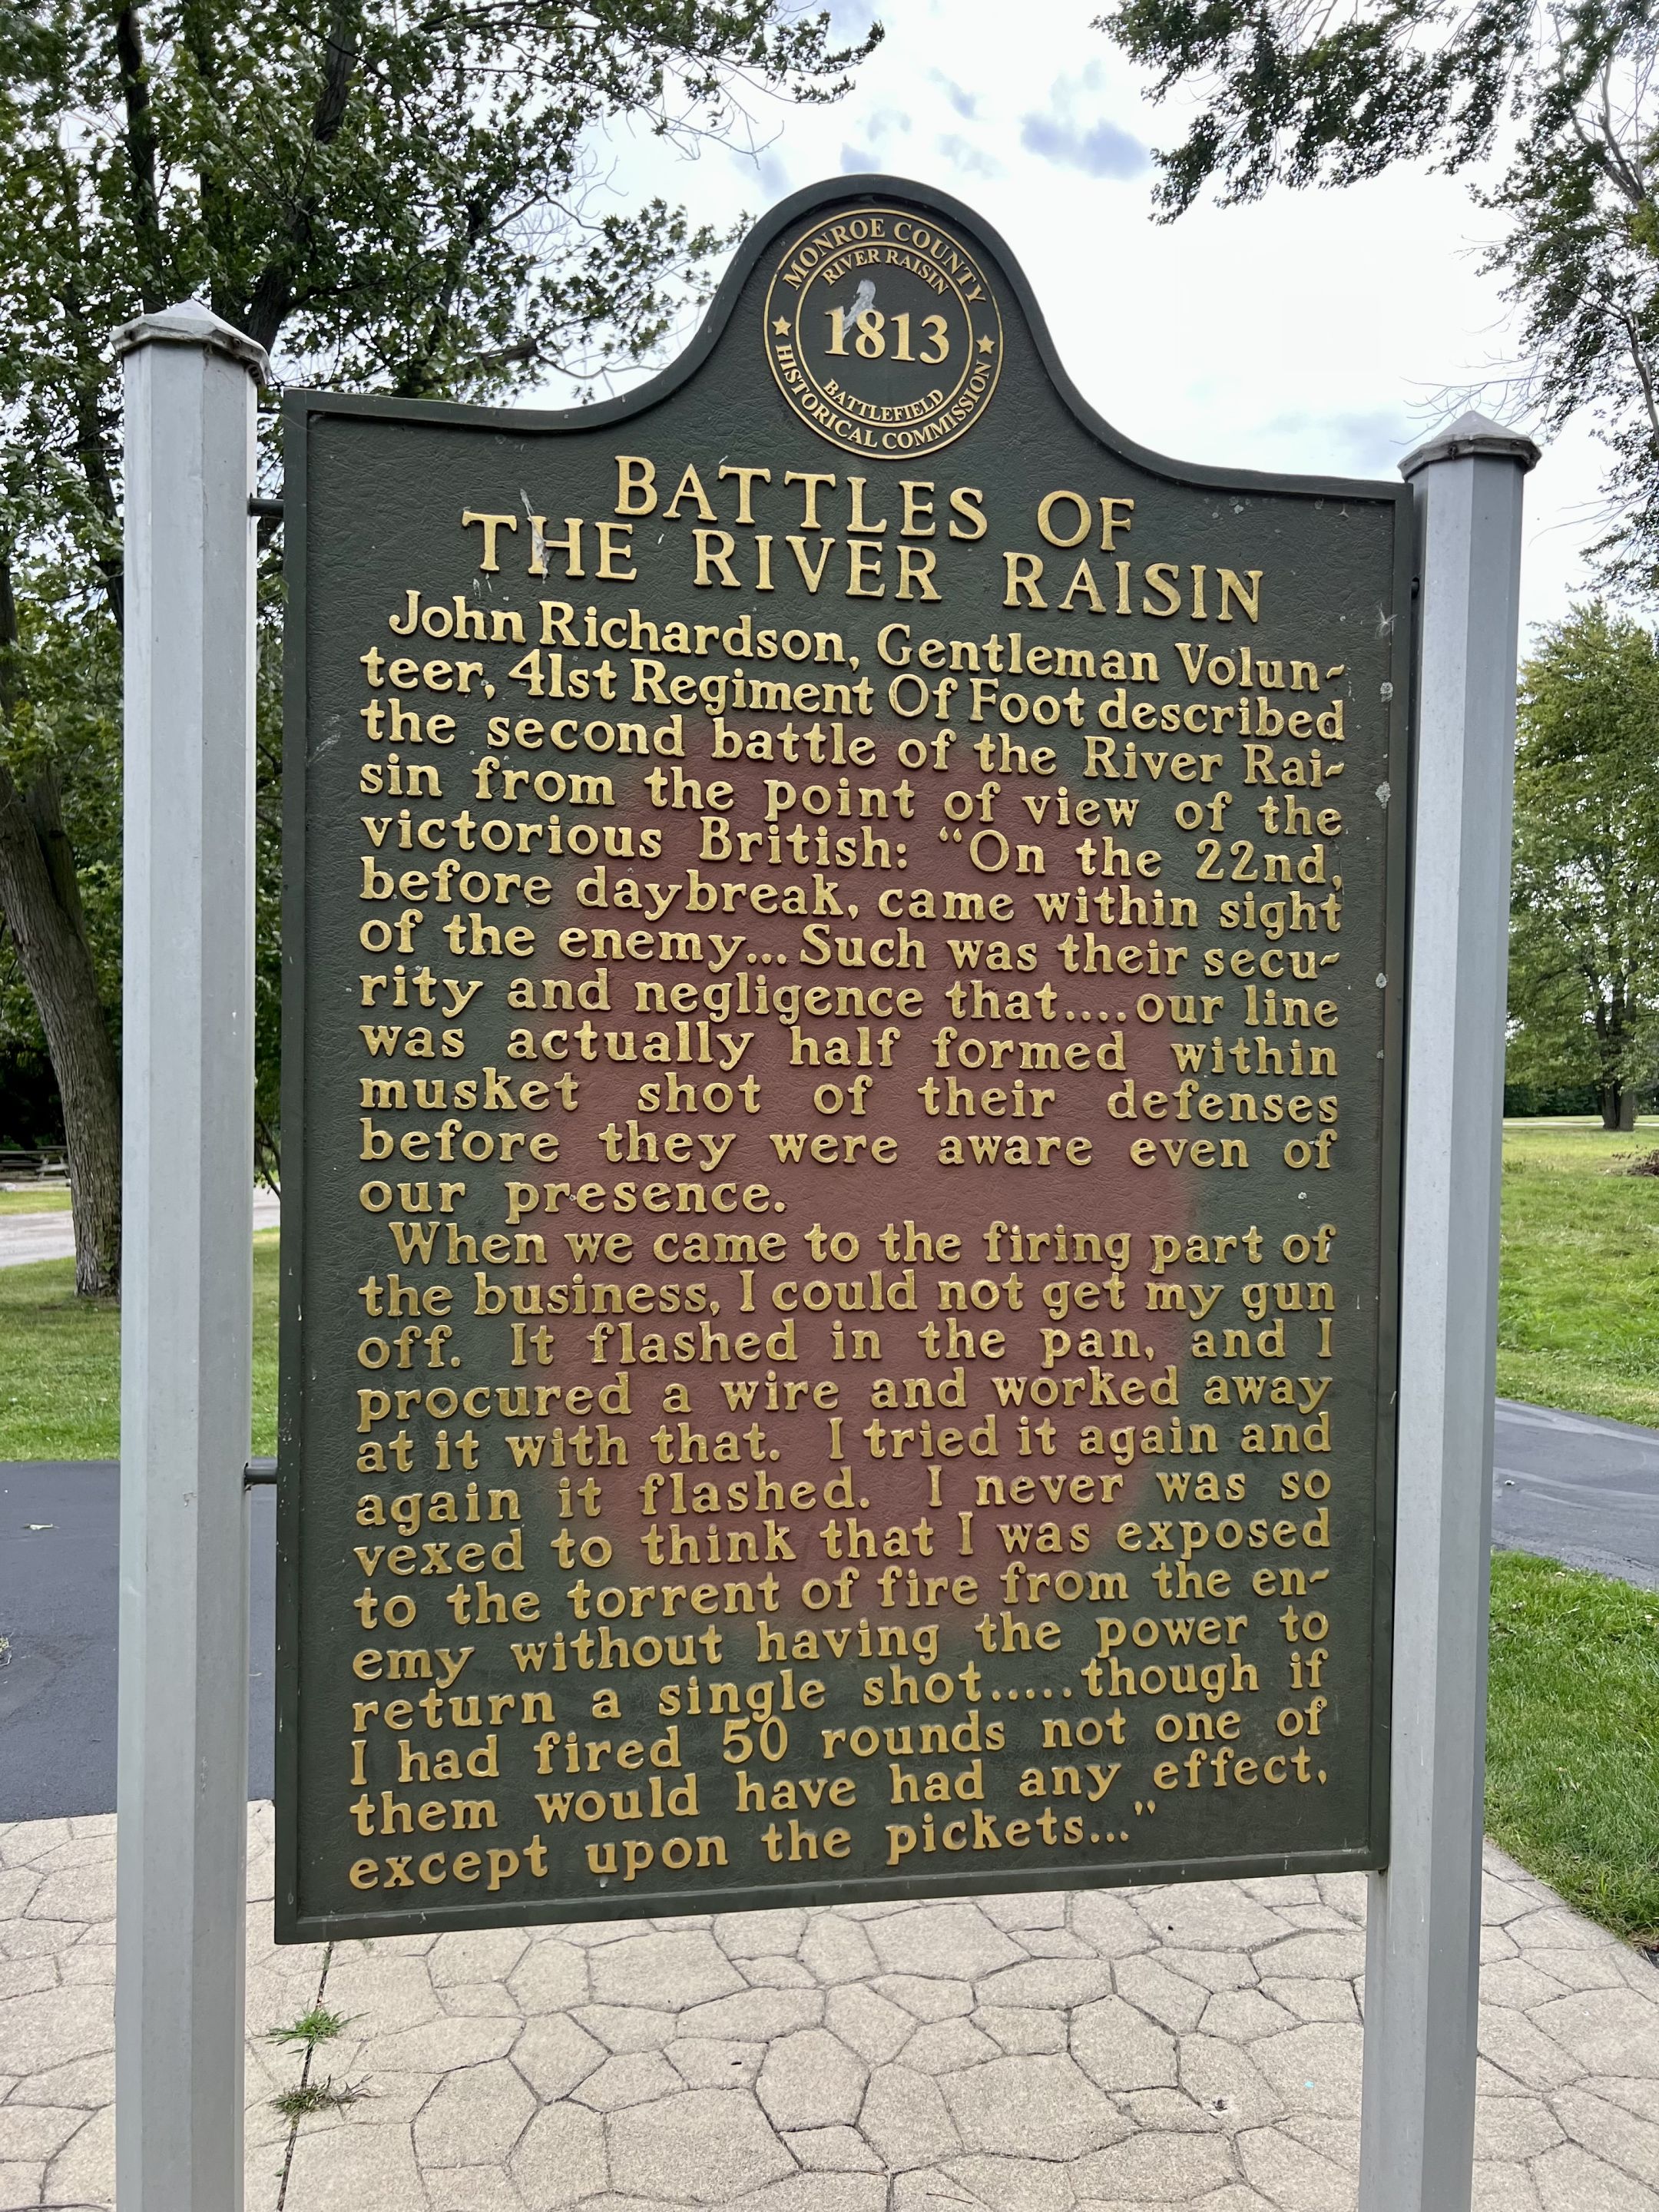 MONROE COUNTY
RIVER RAISIN
1813
BATTLEFIELD
HISTORICAL COMMISSION
BATTLES OF
THE RIVER RAISIN
John Richardson, Gentleman Volun-
teer, 41st Regiment Of Foot described
the second battle of the River Rai-
sin from the point of view of the
victorious British: "On the 22nd,
before daybreak, came within sight
of the enemy... Such was their secu-
rity and negligence that....our line
was actually half formed within
musket shot of their defenses
before they were aware even of
our presence.
When we came to the firing part of
the business, I could not get my gun
off. It flashed in the pan, and I
procured a wire and worked away
at it with that. I tried it again and
again it flashed. I never was so
vexed to think that I was exposed
to the torrent of fire from the en-
emy without having the power to
return a single shot.....though if
I had fired 50 rounds not one of
them would have had any effect,
except upon the pickets..."